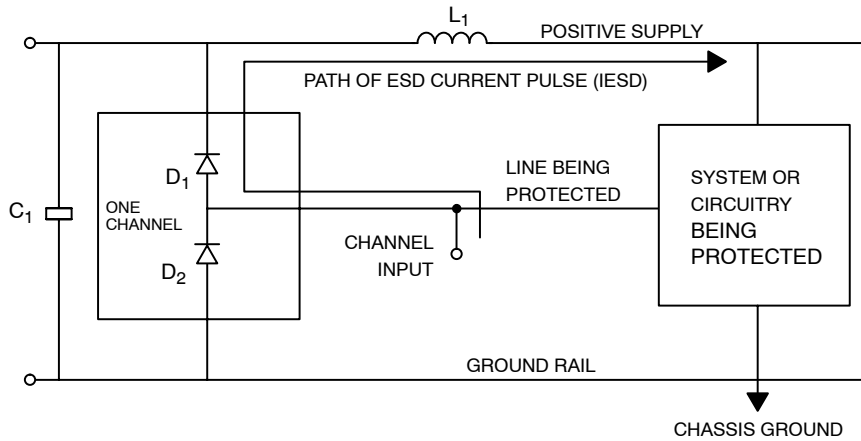 L1
POSITIVE SUPPLY
PATH OF ESD CURRENT PULSE (IESD)
D1
ONE
CHANNEL
D2
C1
LINE BEING
PROTECTED
CHANNEL
INPUT
SYSTEM OR
CIRCUITRY
BEING
PROTECTED
GROUND RAIL
CHASSIS GROUND